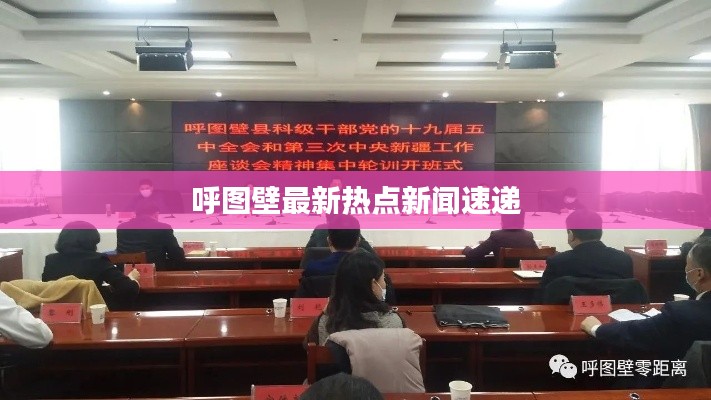 呼图壁县科级干部党的十九届五
中全会和第三次中央新疆工作
座谈会精神集中轮训开班式
呼图壁最新热点新闻速递
呼图壁零距离